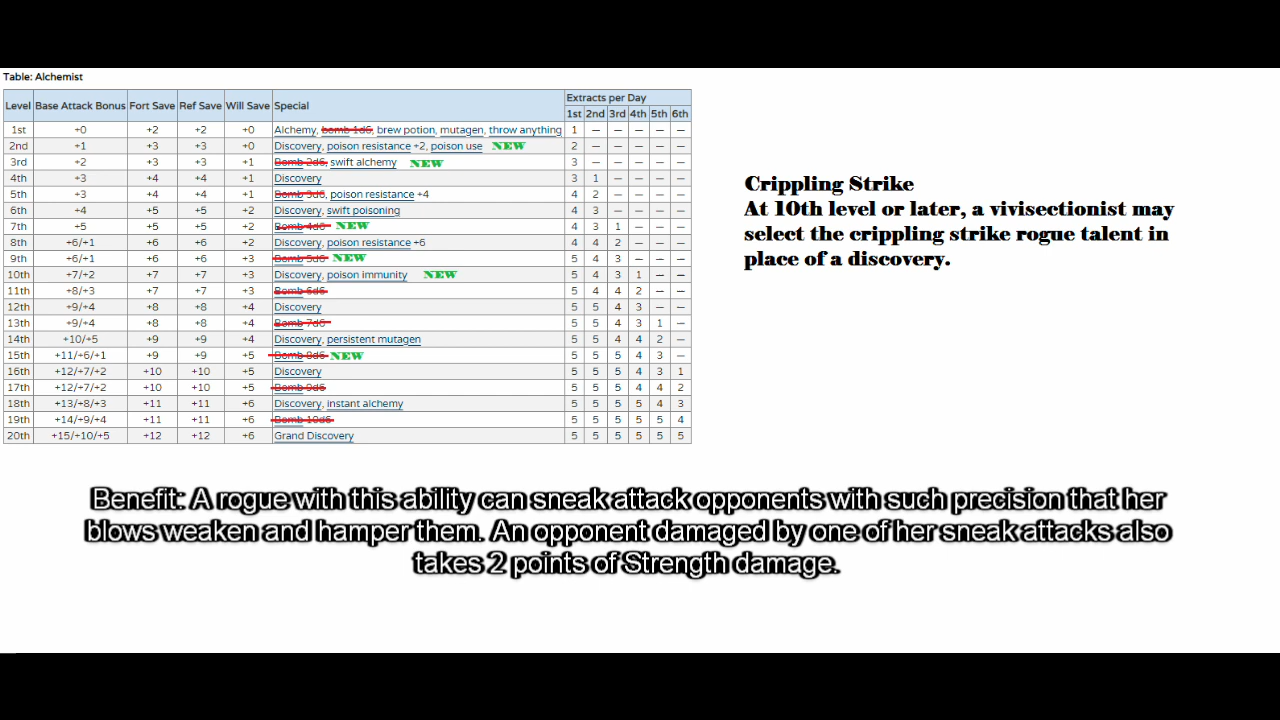 Table: Alchemist
Level Base Attack Bonus Fort Save Ref Save Will Save Special Extracts per Day
1st 2nd 3rd 4th 5th 6th
1st +0 +2 +2 +0 Alchemy, bomb 1d6, brew potion, mutagen, throw anything 1 — — — — —
2nd +1 +3 +3 +0 Discovery, poison resistance +2, poison use NEW 2 — — — — —
3rd +2 +3 +3 +1 Bomb 2d6, swift alchemy NEW 3 — — — — —
4th +3 +4 +4 +1 Discovery 3 1 — — — —
5th +3 +4 +4 +1 Bomb 3d6, poison resistance +4 4 2 — — — —
6th +4 +5 +5 +2 Discovery, swift poisoning 4 3 — — — —
7th +5 +5 +5 +2 Bomb 4d6 NEW 4 3 1 — — —
8th +6/+1 +6 +6 +2 Discovery, poison resistance +6 4 4 2 — — —
9th +6/+1 +6 +6 +3 Bomb 5d6 NEW 5 4 3 — — —
10th +7/+2 +7 +7 +3 Discovery, poison immunity NEW 5 4 3 1 — —
11th +8/+3 +7 +7 +3 Bomb 6d6 5 4 4 2 — —
12th +9/+4 +8 +8 +4 Discovery 5 5 4 3 — —
13th +9/+4 +8 +8 +4 Bomb 7d6 5 5 4 3 1 —
14th +10/+5 +9 +9 +4 Discovery, persistent mutagen 5 5 4 4 2 —
15th +11/+6/+1 +9 +9 +5 Bomb 8d6 NEW 5 5 5 4 3 —
16th +12/+7/+2 +10 +10 +5 Discovery 5 5 5 4 3 1
17th +12/+7/+2 +10 +10 +5 Bomb 9d6 5 5 5 4 4 2
18th +13/+8/+3 +11 +11 +6 Discovery, instant alchemy 5 5 5 5 4 3
19th +14/+9/+4 +11 +11 +6 Bomb 10d6 5 5 5 5 5 4
20th +15/+10/+5 +12 +12 +6 Grand Discovery 5 5 5 5 5 5
Crippling Strike
At 10th level or later, a vivisectionist may
select the crippling strike rogue talent in
place of a discovery.
Benefit: A rogue with this ability can sneak attack opponents with such precision that her
blows weaken and hamper them. An opponent damaged by one of her sneak attacks also
takes 2 points of Strength damage.